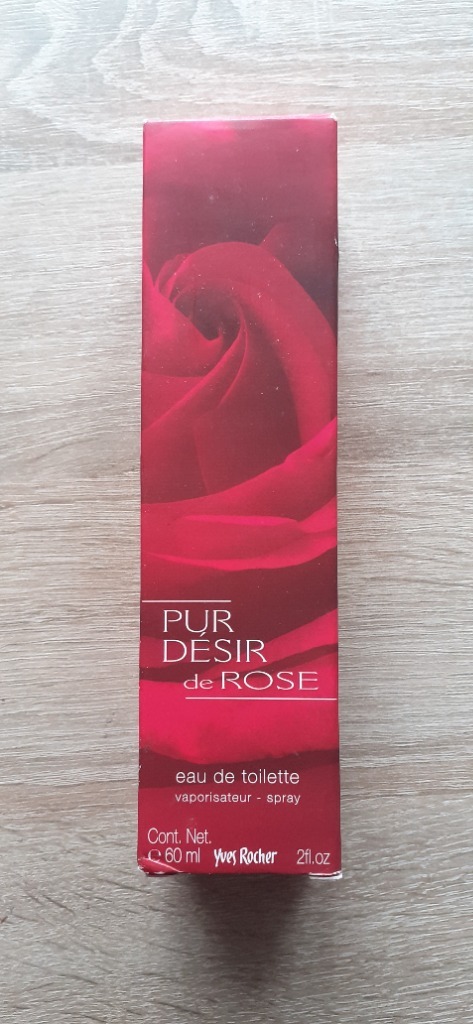 PUR
DÉSIR
de ROSE
eau de toilette
vaporisateur - spray
Cont. Net.
℮ 60 ml Yves Rocher 2fl.oz